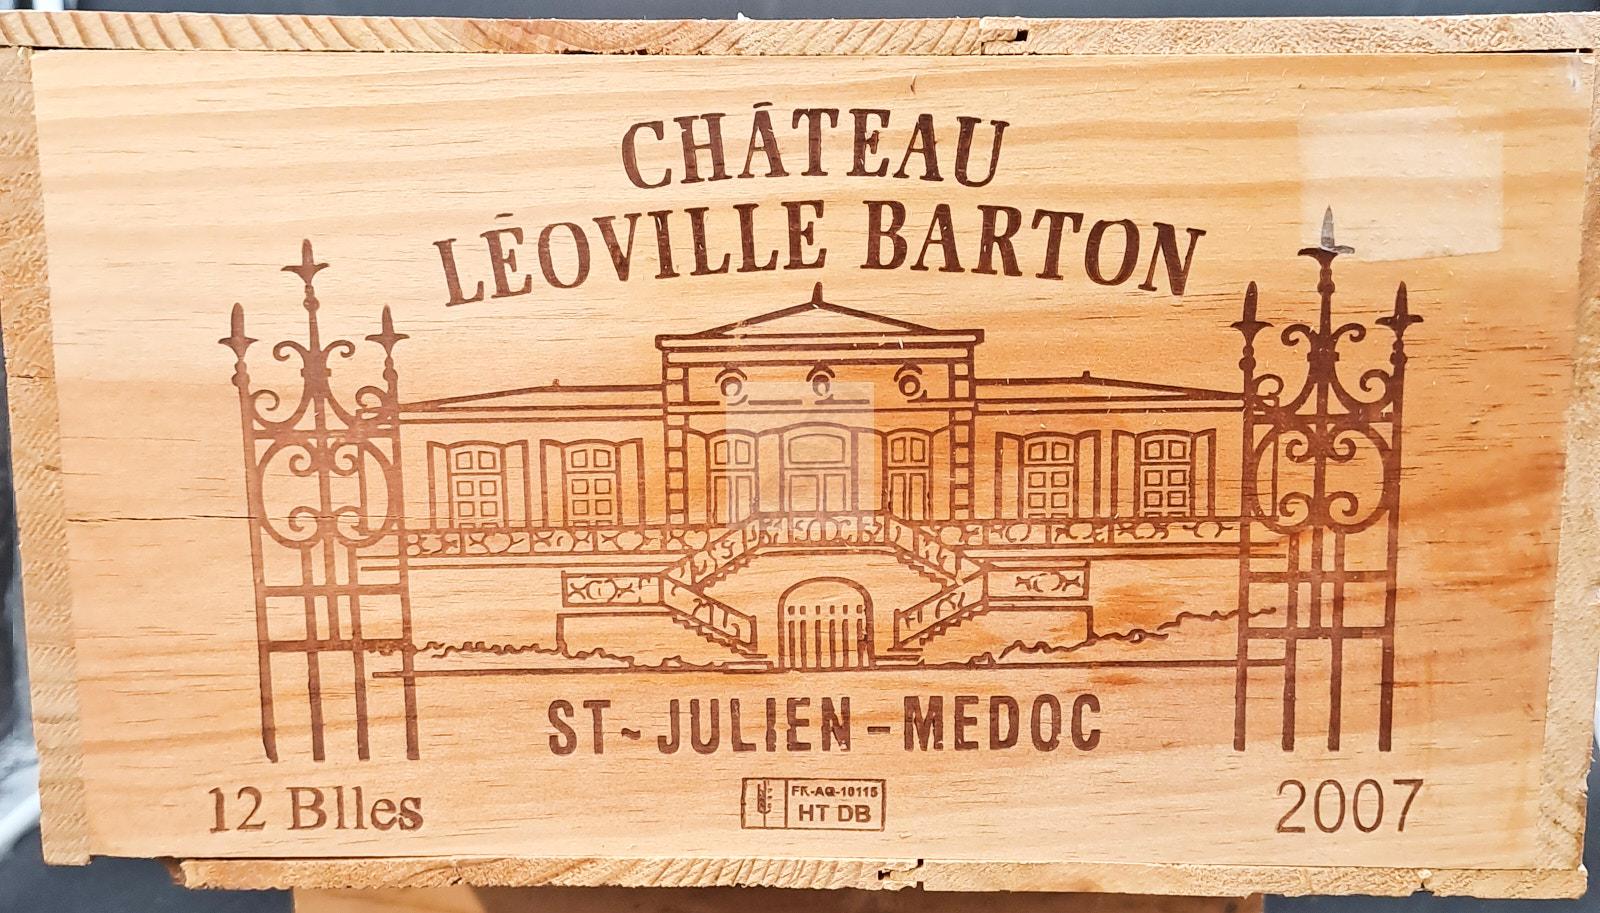 CHÂTEAU
LÉOVILLE BARTON
ST-JULIEN-MEDOC
12 Blles
FR-AQ-10115
HT DB
2007